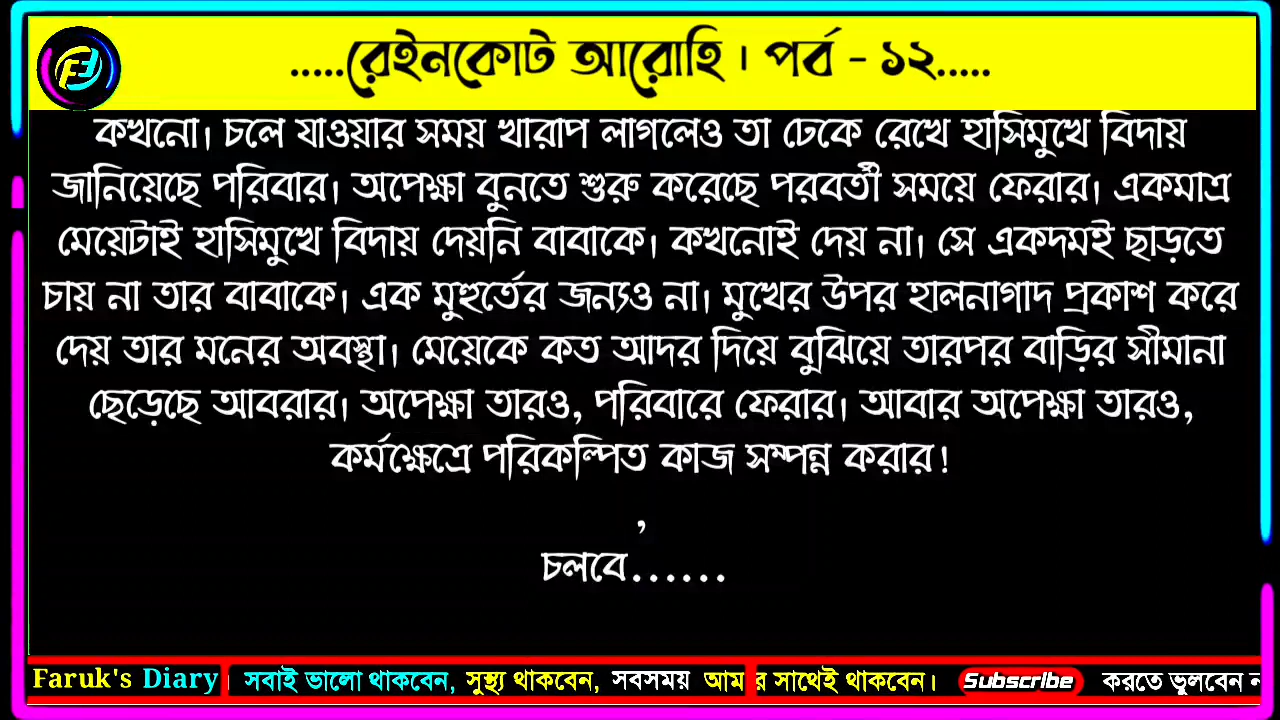 .....রেইনকোট আরোহি । পর্ব - ১২.....
কখনো। চলে যাওয়ার সময় খারাপ লাগলেও তা ঢেকে রেখে হাসিমুখে বিদায়
জানিয়েছে পরিবার। অপেক্ষা বুনতে শুরু করেছে পরবর্তী সময়ে ফেরার। একমাত্র
মেয়েটাই হাসিমুখে বিদায় দেয়নি বাবাকে। কখনোই দেয় না। সে একদমই ছাড়তে
চায় না তার বাবাকে। এক মুহুর্তের জন্যও না। মুখের উপর হালনাগাদ প্রকাশ করে
দেয় তার মনের অবস্থা। মেয়েকে কত আদর দিয়ে বুঝিয়ে তারপর বাড়ির সীমানা
ছেড়েছে আবরার। অপেক্ষা তারও, পরিবারে ফেরার। আবার অপেক্ষা তারও,
কর্মক্ষেত্রে পরিকল্পিত কাজ সম্পন্ন করার!
,
চলবে......
Faruk's Diary সবাই ভালো থাকবেন, সুস্থ্য থাকবেন, সবসময় আমার সাথেই থাকবেন। Subscribe করতে ভুলবেন ন